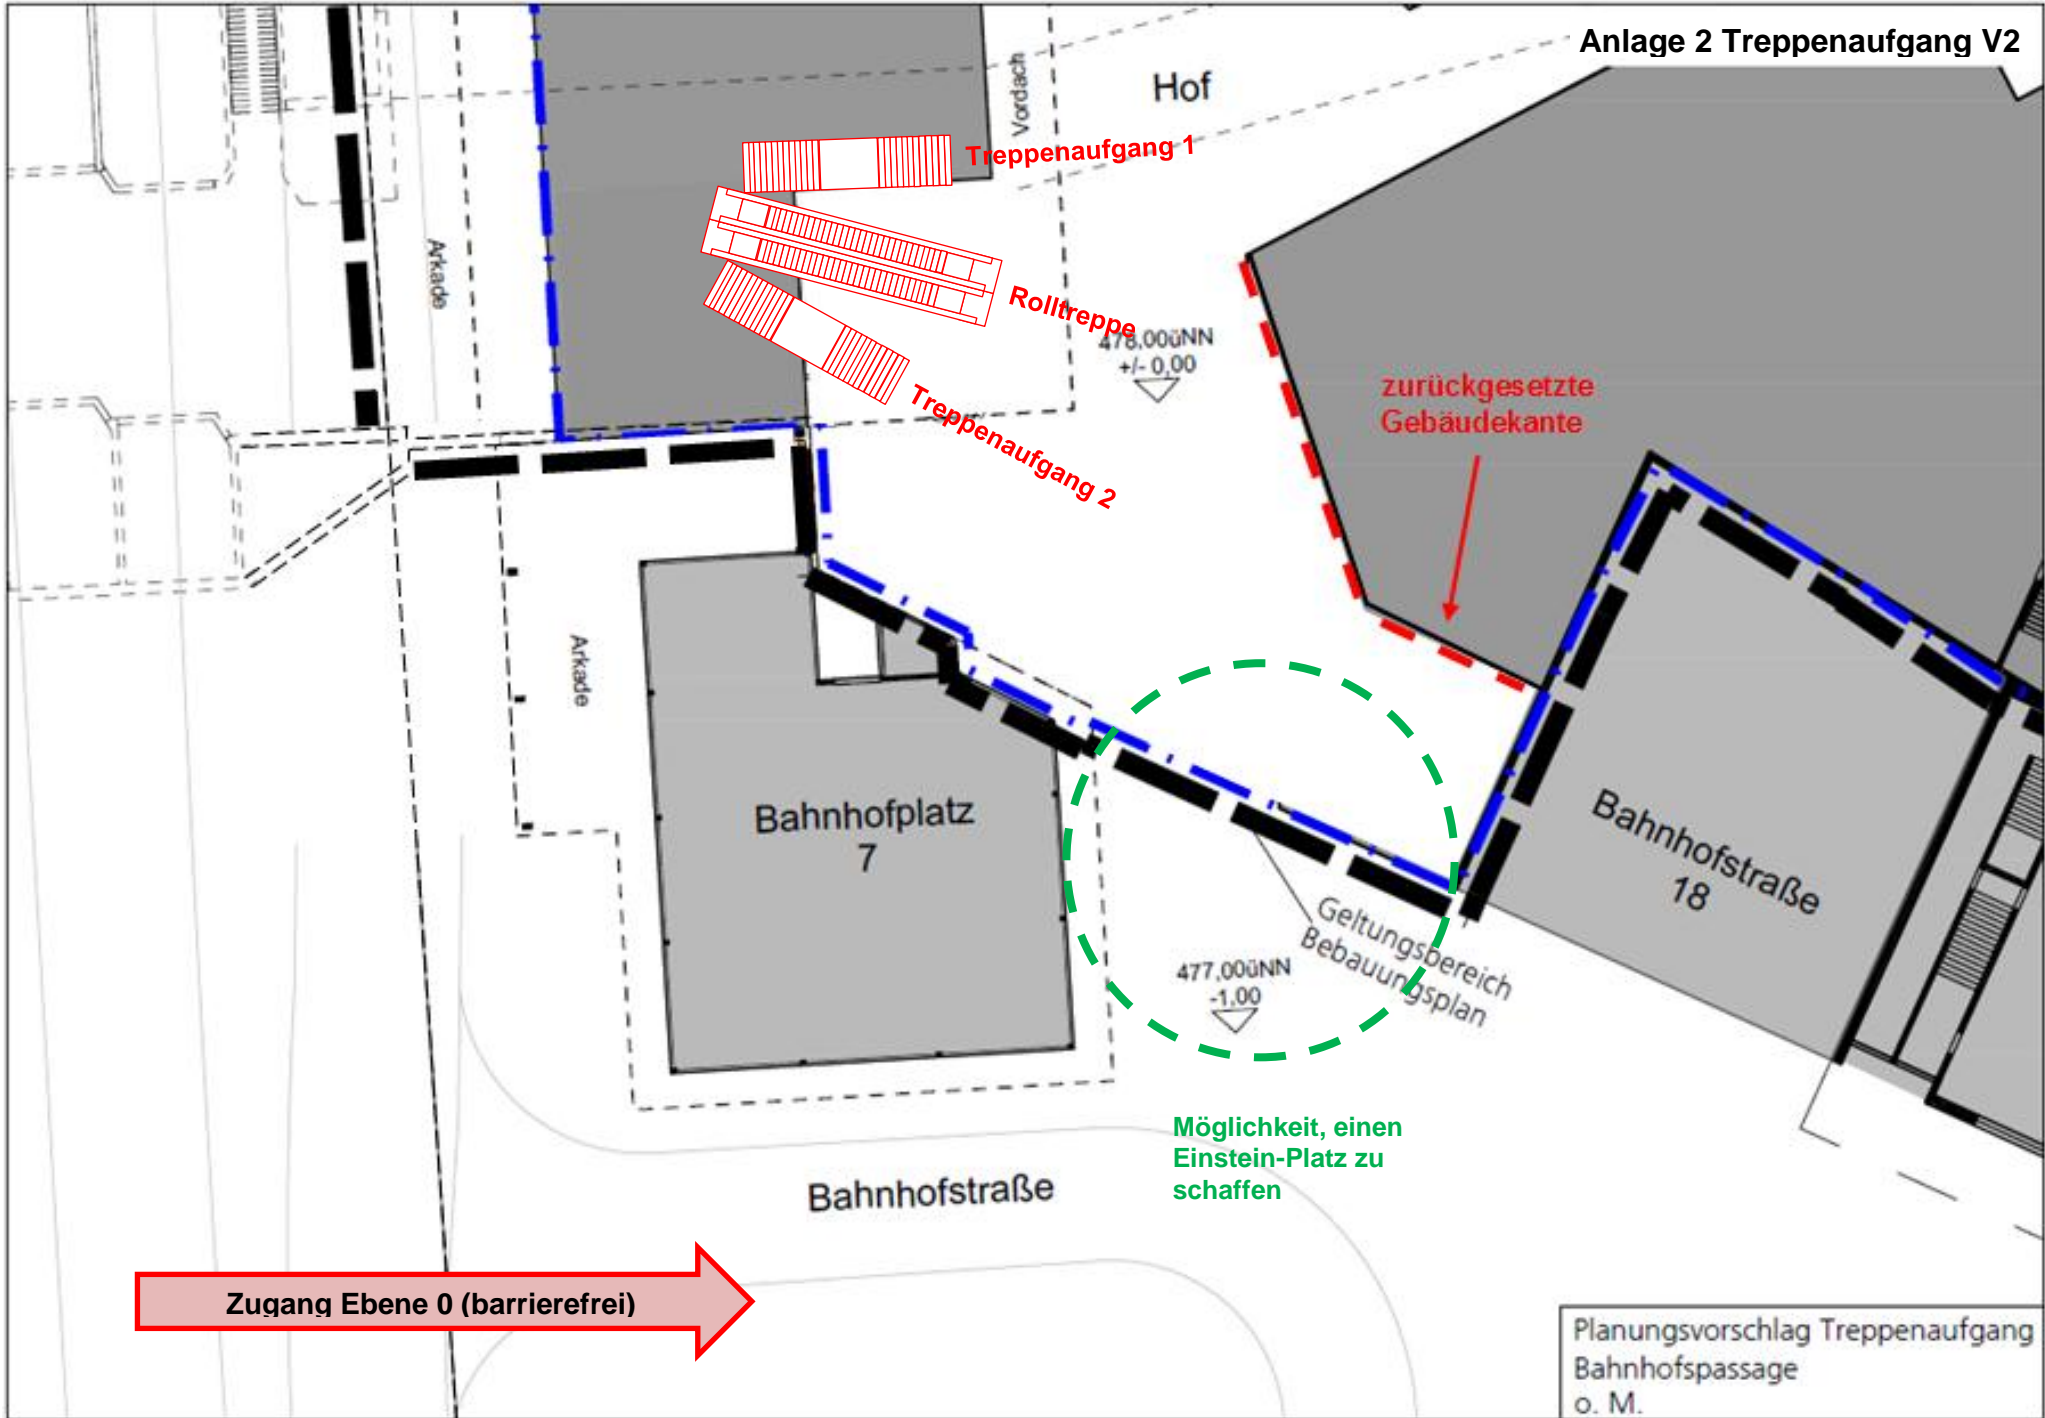 Anlage 2 Treppenaufgang V2
Hof
Vordach
Treppenaufgang 1
Arkade
Rolltreppe
478,00üNN
+/- 0,00
zurückgesetzte
Gebäudekante
Treppenaufgang 2
Arkade
Bahnhofplatz
7
Bahnhofstraße
18
Geltungsbereich
Bebauungsplan
477,00üNN
-1,00
Möglichkeit, einen
Einstein-Platz zu
schaffen
Bahnhofstraße
Zugang Ebene 0 (barrierefrei)
Planungsvorschlag Treppenaufgang
Bahnhofspassage
o. M.